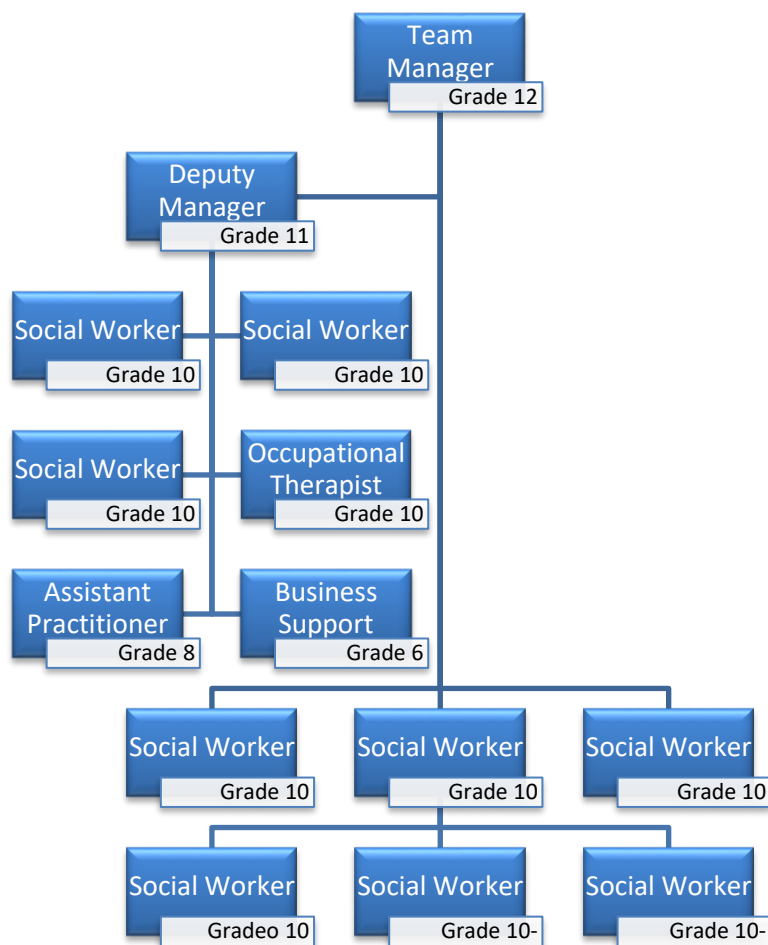 Team
Manager
Grade 12
Deputy
Manager
Grade 11
Social Worker
Grade 10
Social Worker
Grade 10
Social Worker
Grade 10
Occupational
Therapist
Grade 10
Assistant
Practitioner
Grade 8
Business
Support
Grade 6
Social Worker
Grade 10
Social Worker
Grade 10
Social Worker
Grade 10
Social Worker
Gradeo 10
Social Worker
Grade 10-
Social Worker
Grade 10-